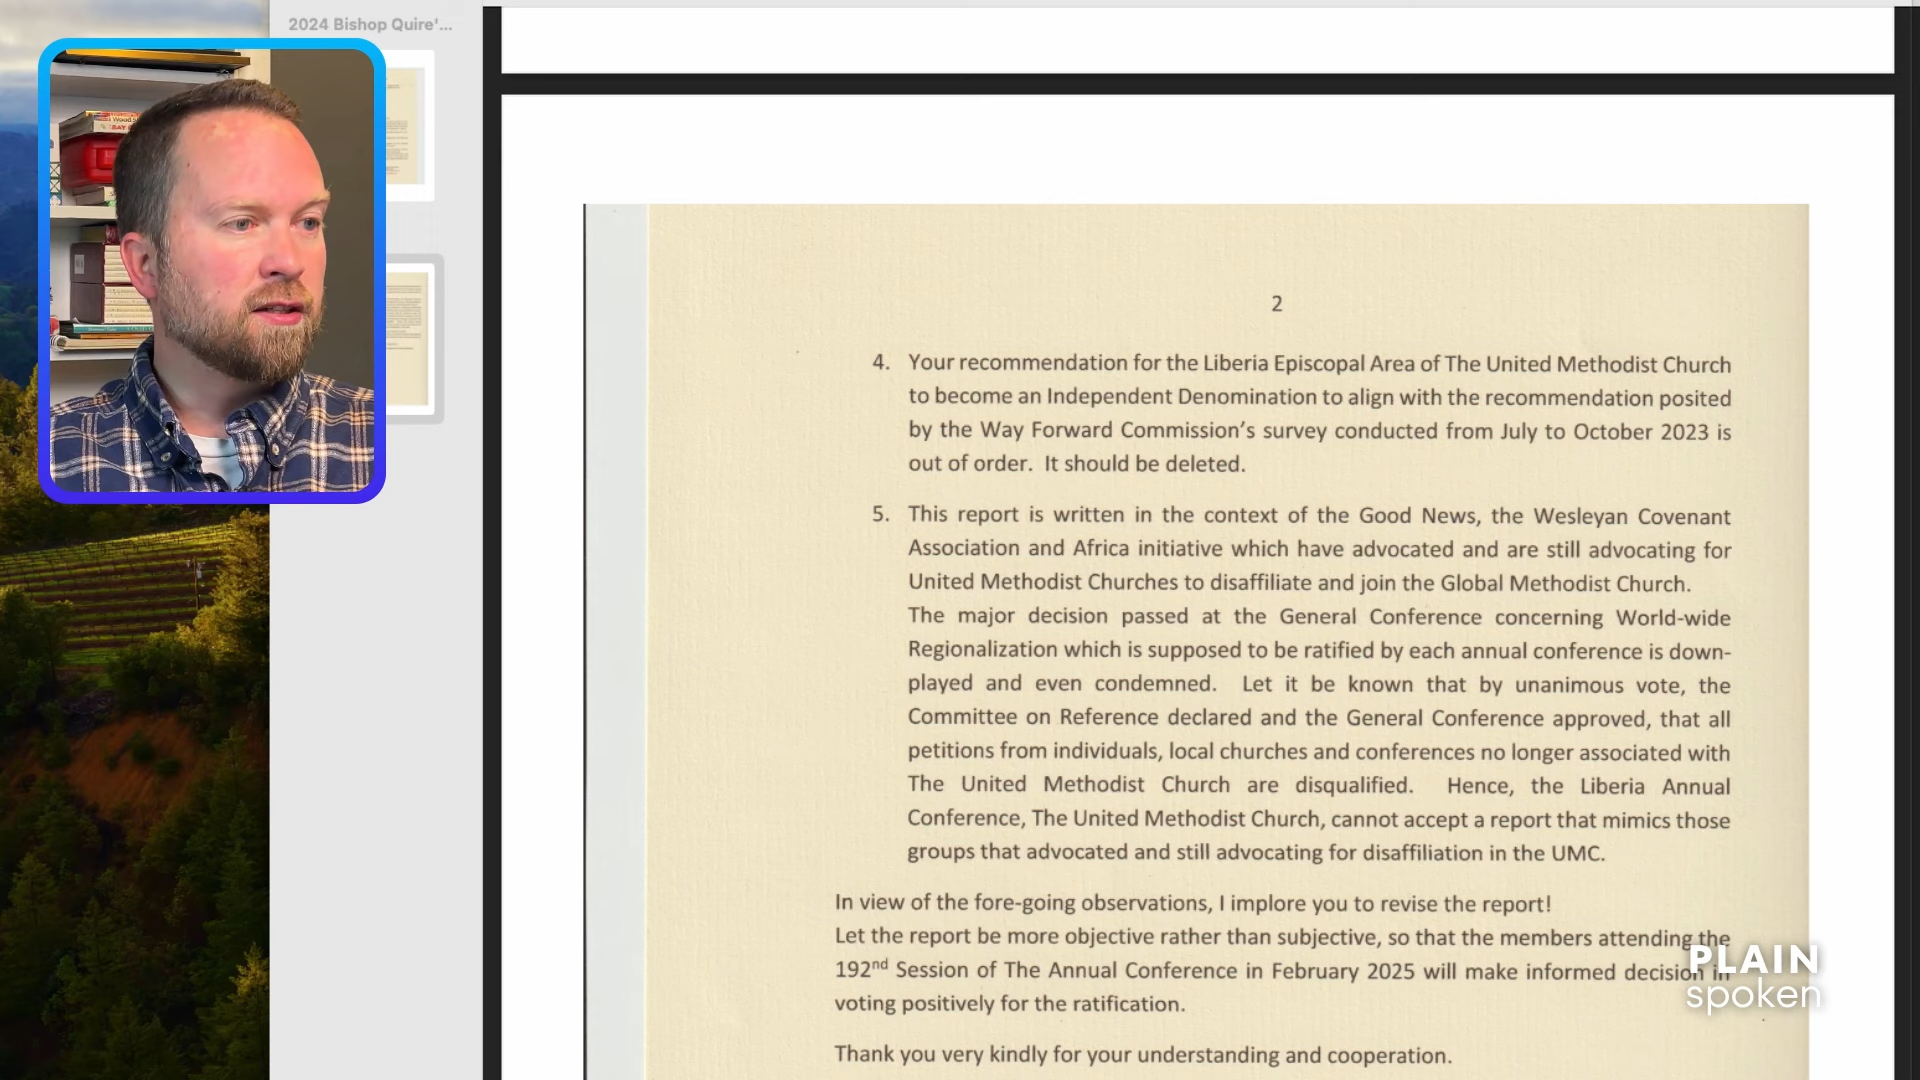 2024 Bishop Quire'...
2
4. Your recommendation for the Liberia Episcopal Area of The United Methodist Church
to become an Independent Denomination to align with the recommendation posited
by the Way Forward Commission's survey conducted from July to October 2023 is
out of order. It should be deleted.
5. This report is written in the context of the Good News, the Wesleyan Covenant
Association and Africa initiative which have advocated and are still advocating for
United Methodist Churches to disaffiliate and join the Global Methodist Church.
The major decision passed at the General Conference concerning World-wide
Regionalization which is supposed to be ratified by each annual conference is down-
played and even condemned. Let it be known that by unanimous vote, the
Committee on Reference declared and the General Conference approved, that all
petitions from individuals, local churches and conferences no longer associated with
The United Methodist Church are disqualified. Hence, the Liberia Annual
Conference, The United Methodist Church, cannot accept a report that mimics those
groups that advocated and still advocating for disaffiliation in the UMC.
In view of the fore-going observations, I implore you to revise the report!
Let the report be more objective rather than subjective, so that the members attending the
192nd Session of The Annual Conference in February 2025 will make informed decision in
voting positively for the ratification.
Thank you very kindly for your understanding and cooperation.
PLAIN
spoken